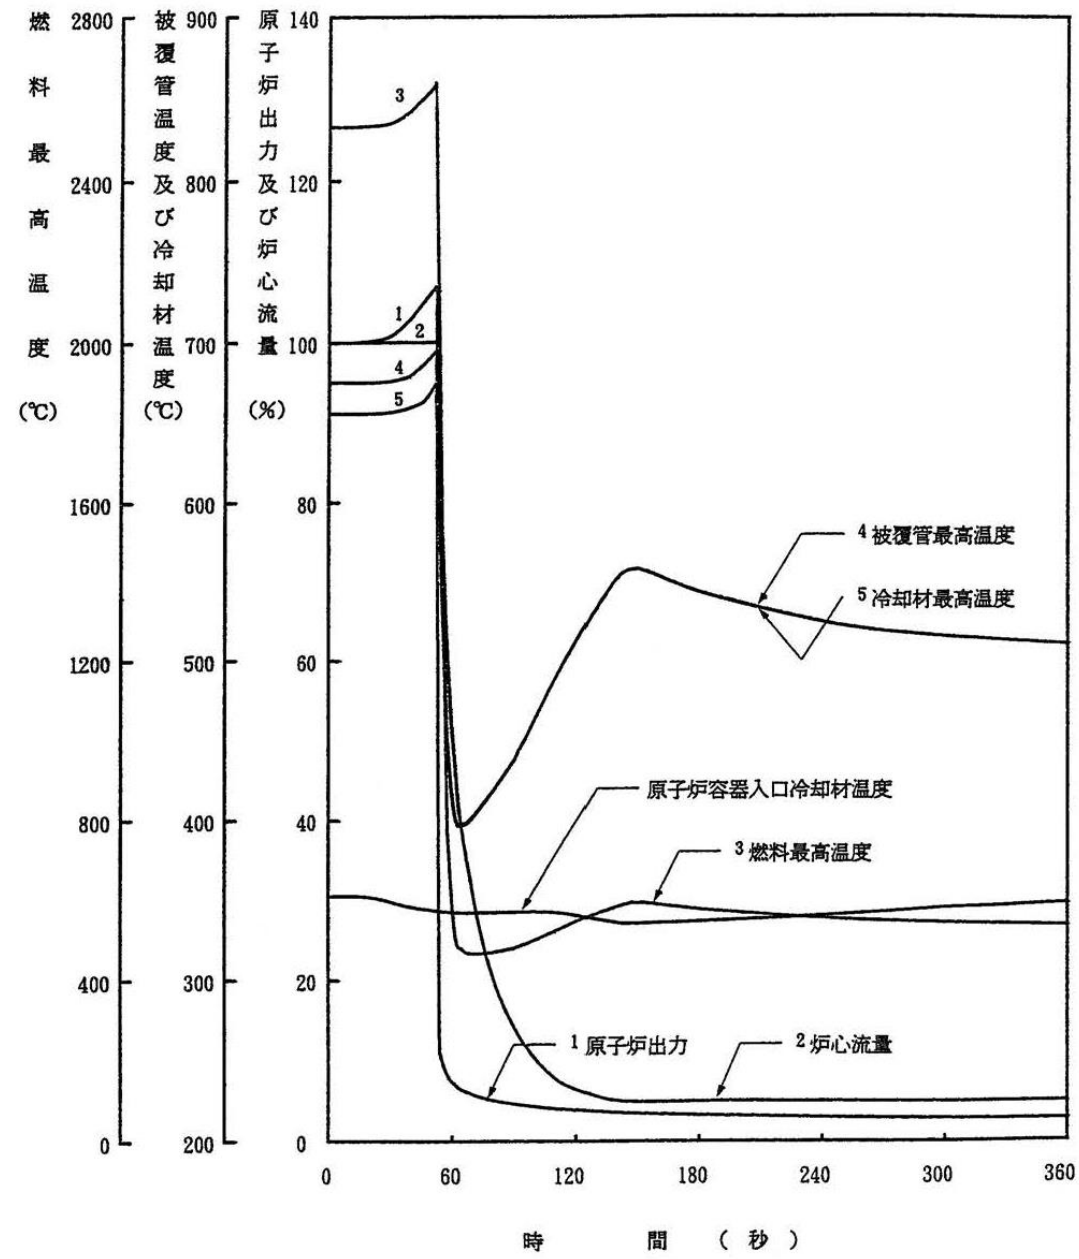 燃料最高温度
(℃)
2800
2400
2000
1600
1200
800
400
0
被覆管温度及び冷却材温度
(℃)
900
800
700
600
500
400
300
200
原子炉出力及び炉心流量
(%)
140
120
100
80
60
40
20
0
3
1
2
4
5
4 被覆管最高温度
5 冷却材最高温度
原子炉容器入口冷却材温度
3 燃料最高温度
1 原子炉出力
2 炉心流量
0 60 120 180 240 300 360
時 間 (秒)